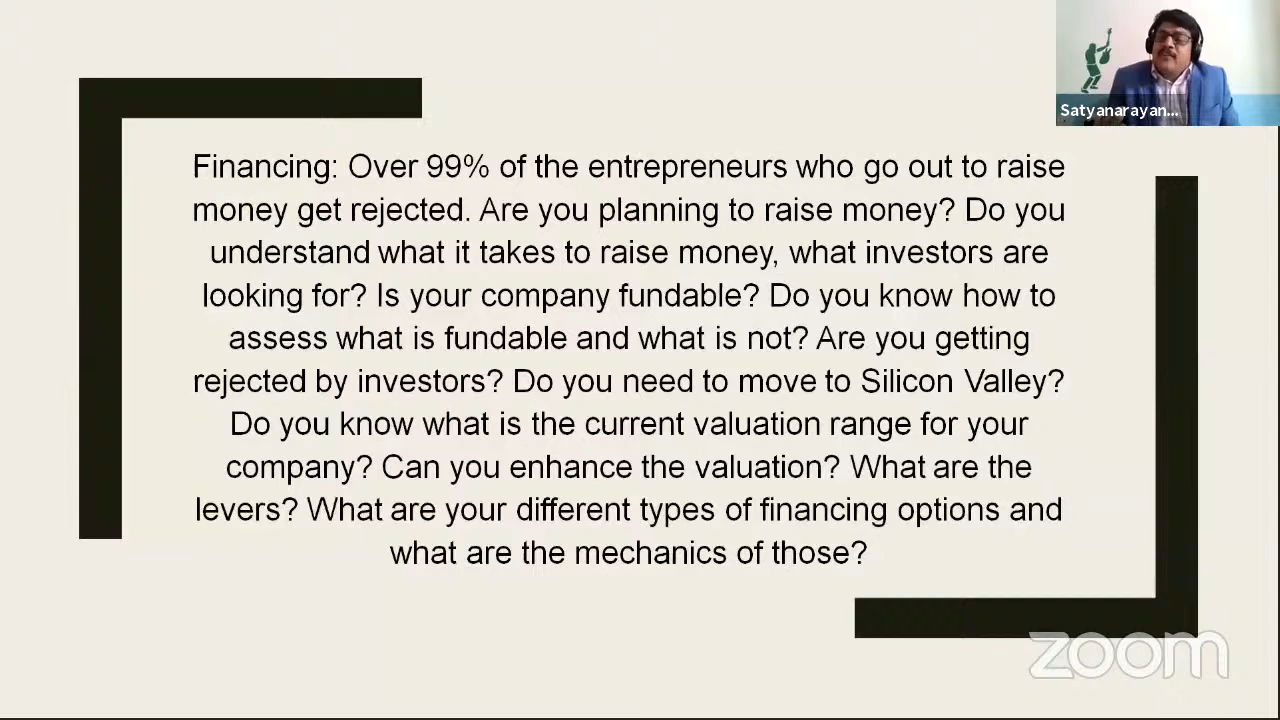 Satyanarayan...
Financing: Over 99% of the entrepreneurs who go out to raise
money get rejected. Are you planning to raise money? Do you
understand what it takes to raise money, what investors are
looking for? Is your company fundable? Do you know how to
assess what is fundable and what is not? Are you getting
rejected by investors? Do you need to move to Silicon Valley?
Do you know what is the current valuation range for your
company? Can you enhance the valuation? What are the
levers? What are your different types of financing options and
what are the mechanics of those?
zoom